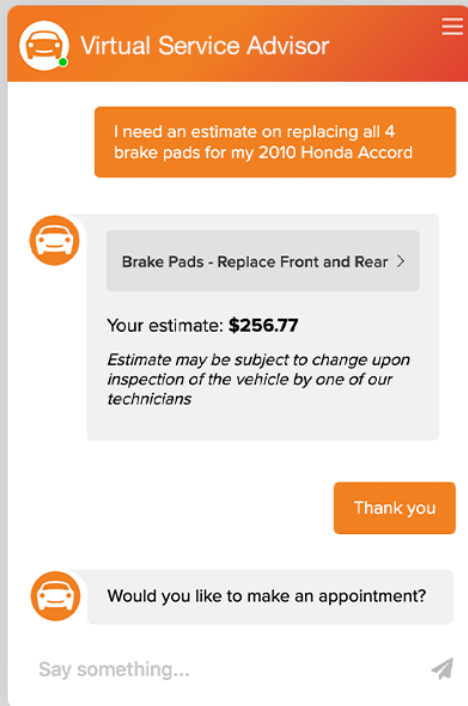 Virtual Service Advisor
I need an estimate on replacing all 4
brake pads for my 2010 Honda Accord
Brake Pads - Replace Front and Rear
Your estimate: $256.77
Estimate may be subject to change upon
inspection of the vehicle by one of our
technicians
Thank you
Would you like to make an appointment?
Say something...